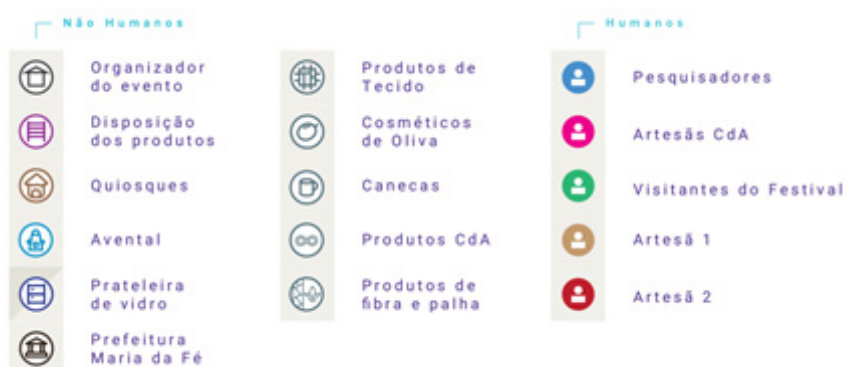 Não Humanos
Organizador
do evento
Disposição
dos produtos
Quiosques
Avental
Prateleira
de vidro
Prefeitura
Maria da Fé
Produtos de
Tecido
Cosméticos
de Oliva
Canecas
Produtos CdA
Produtos de
fibra e palha
Humanos
Pesquisadores
Artesãs CdA
Visitantes do Festival
Artesã 1
Artesã 2